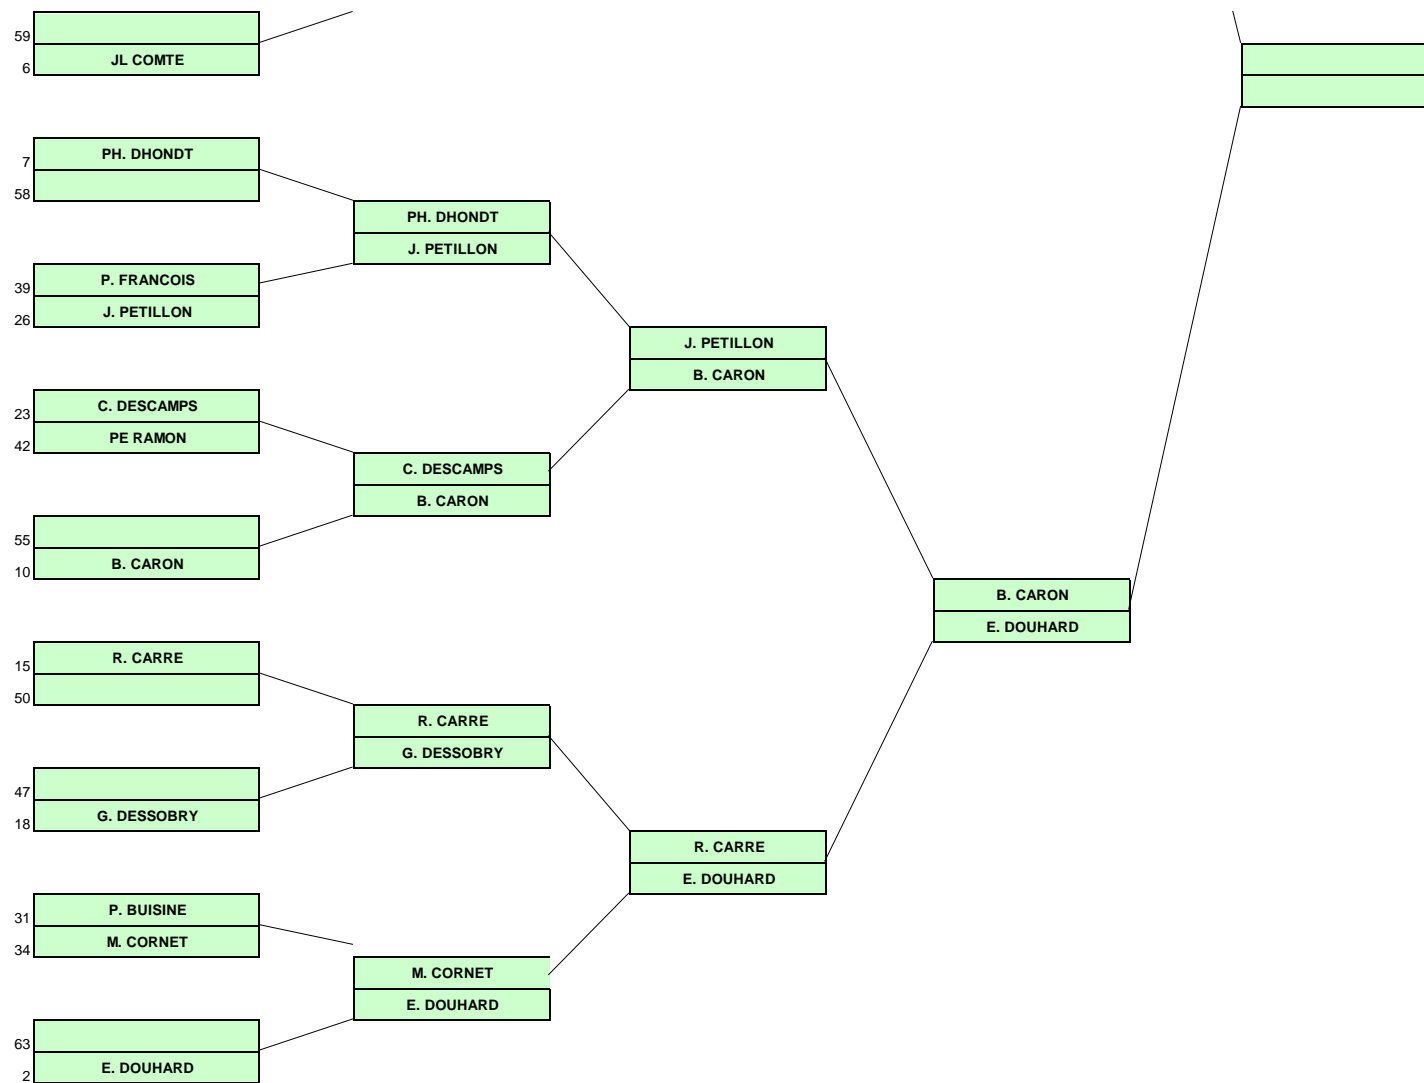 59
6 JL COMTE
7 PH. DHONDT
58
PH. DHONDT
J. PETILLON
39 P. FRANCOIS
26 J. PETILLON
J. PETILLON
B. CARON
23 C. DESCAMPS
42 PE RAMON
C. DESCAMPS
B. CARON
55
10 B. CARON
B. CARON
E. DOUHARD
15 R. CARRE
50
R. CARRE
G. DESSOBRY
47
18 G. DESSOBRY
R. CARRE
E. DOUHARD
31 P. BUISINE
34 M. CORNET
M. CORNET
E. DOUHARD
63
2 E. DOUHARD